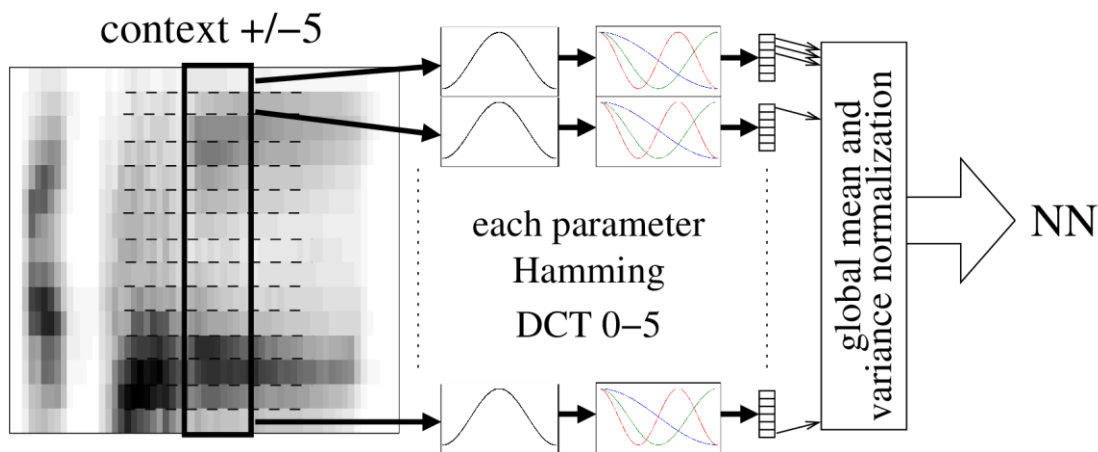 context +/−5
each parameter
Hamming
DCT 0−5
global mean and
variance normalization
NN